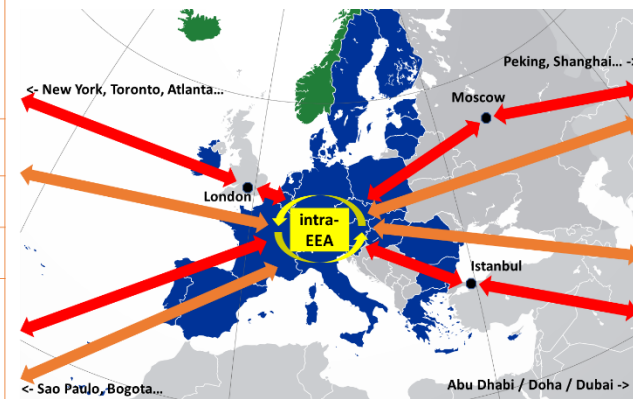 Peking, Shanghai... ->
<- New York, Toronto, Atlanta...
Moscow
London
intra-
EEA
Istanbul
<- Sao Paulo, Bogota...
Abu Dhabi / Doha / Dubai ->